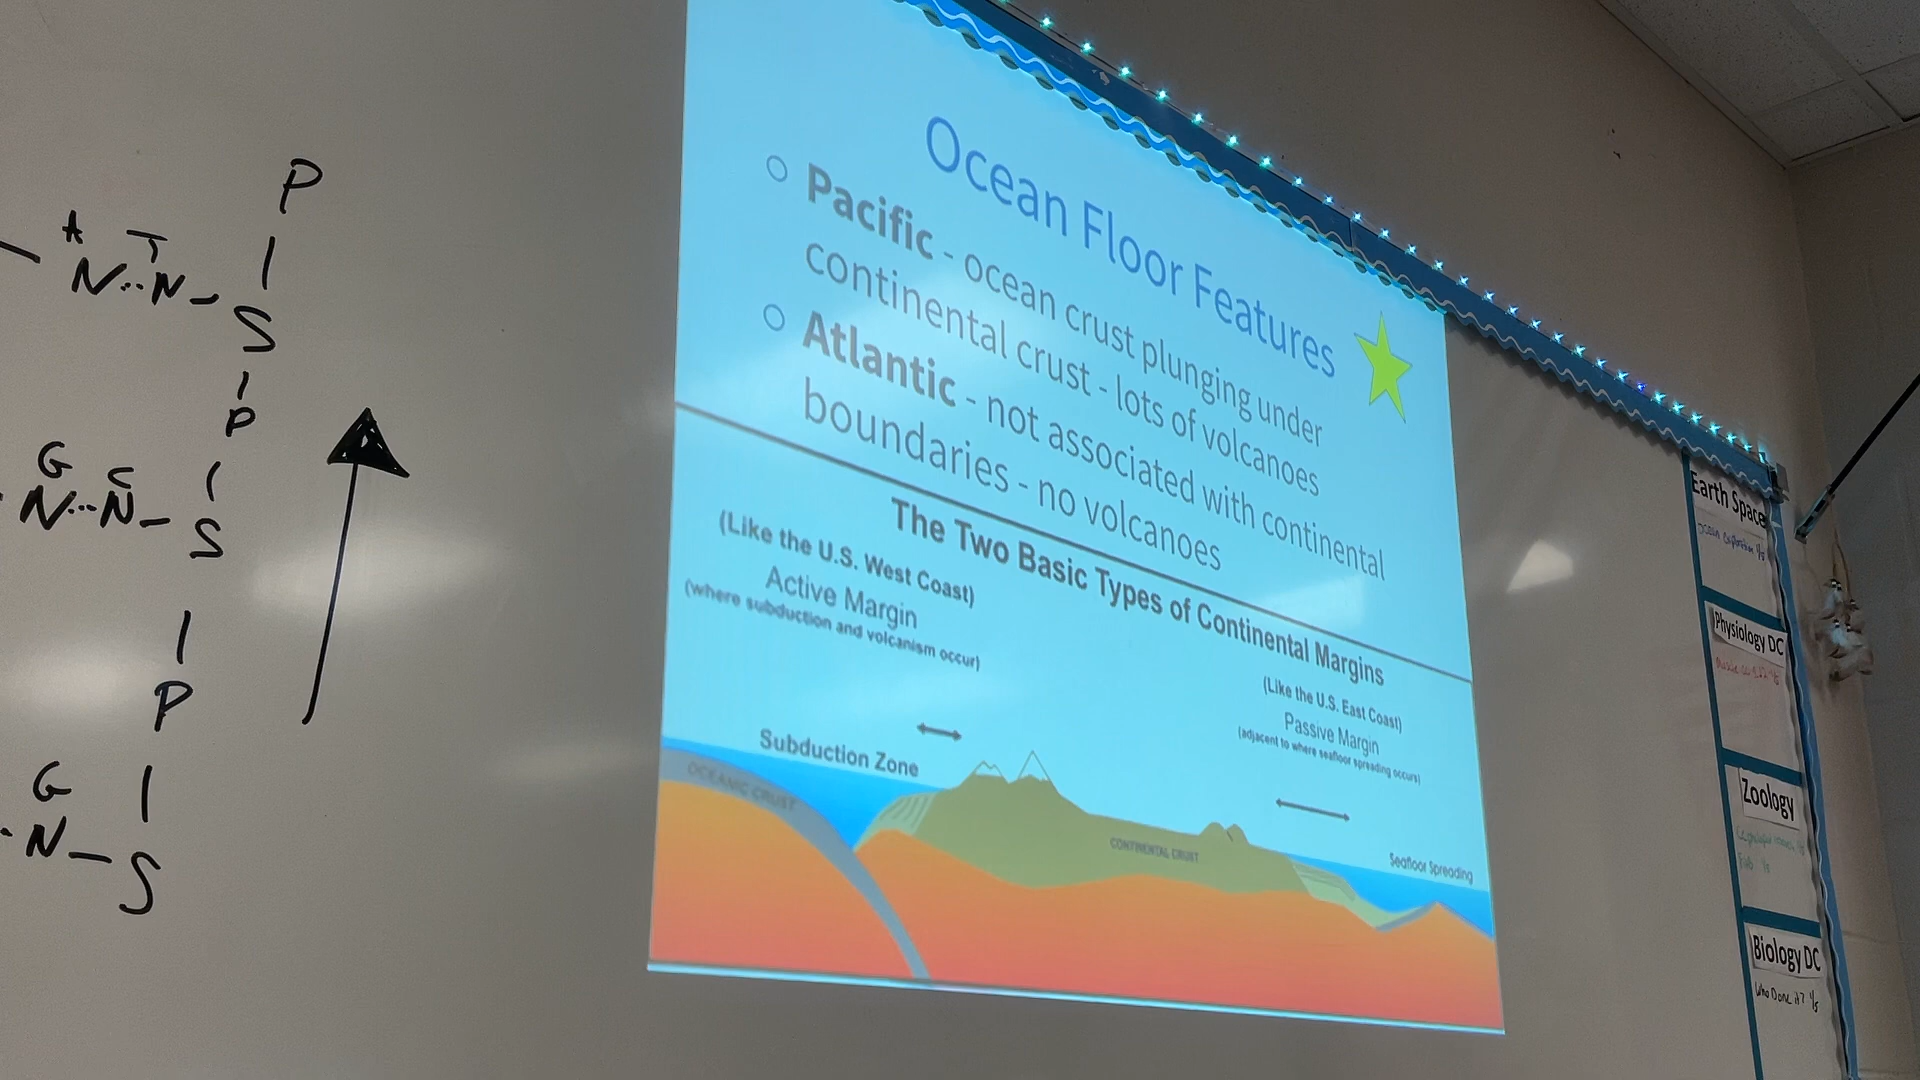 P
A T
N··N-S
P
G C
N··N-S
P
G
N-S
Ocean Floor Features
Pacific - ocean crust plunging under
continental crust - lots of volcanoes
Atlantic - not associated with continental
boundaries - no volcanoes
The Two Basic Types of Continental Margins
(Like the U.S. West Coast)
Active Margin
(where subduction and volcanism occur)
(Like the U.S. East Coast)
Passive Margin
(adjacent to where seafloor spreading occurs)
Subduction Zone
OCEANIC CRUST
CONTINENTAL CRUST
Seafloor Spreading
Earth Space
Physiology DC
Zoology
Biology DC
Who Done it?